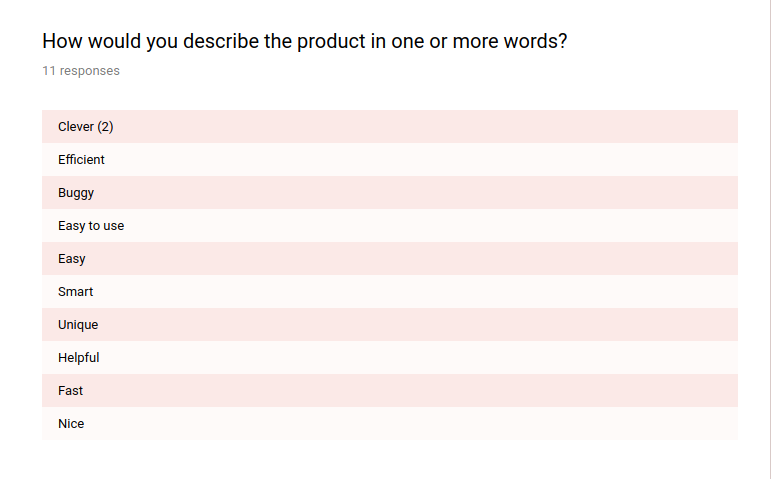 How would you describe the product in one or more words?
11 responses
Clever (2)
Efficient
Buggy
Easy to use
Easy
Smart
Unique
Helpful
Fast
Nice